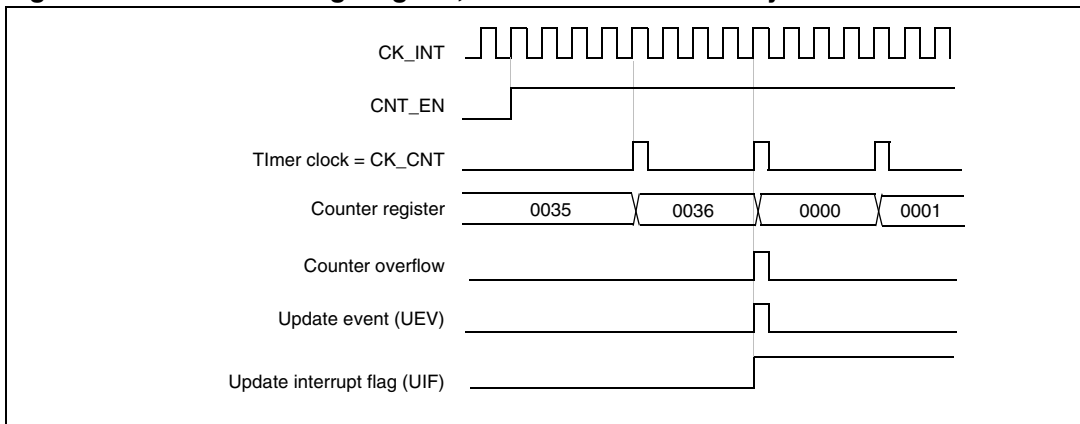 CK_INT
CNT_EN
TImer clock = CK_CNT
Counter register
0035 0036 0000 0001
Counter overflow
Update event (UEV)
Update interrupt flag (UIF)